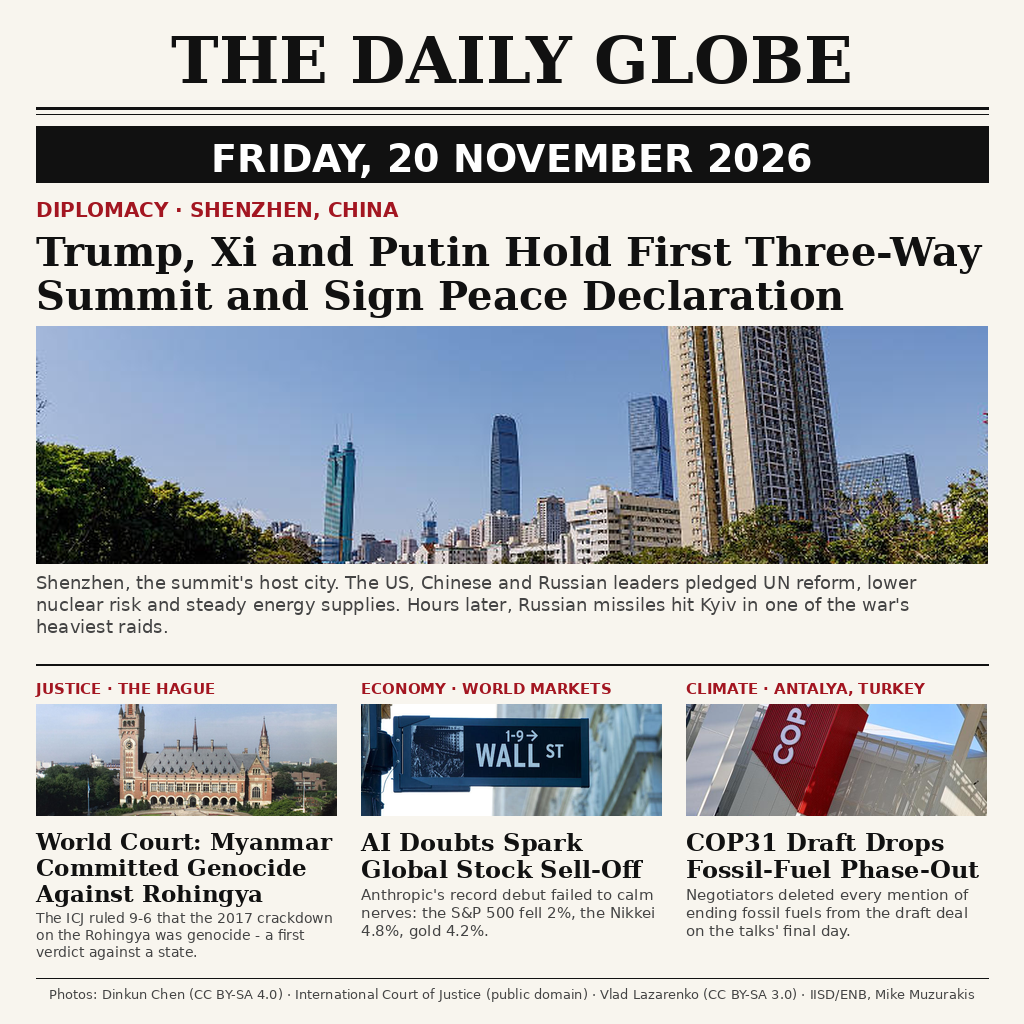 THE DAILY GLOBE
FRIDAY, 20 NOVEMBER 2026
DIPLOMACY · SHENZHEN, CHINA
Trump, Xi and Putin Hold First Three-Way
Summit and Sign Peace Declaration
Shenzhen, the summit's host city. The US, Chinese and Russian leaders pledged UN reform, lower
nuclear risk and steady energy supplies. Hours later, Russian missiles hit Kyiv in one of the war's
heaviest raids.
JUSTICE · THE HAGUE
World Court: Myanmar
Committed Genocide
Against Rohingya
The ICJ ruled 9-6 that the 2017 crackdown
on the Rohingya was genocide - a first
verdict against a state.
ECONOMY · WORLD MARKETS
1-9→
WALL ST
AI Doubts Spark
Global Stock Sell-Off
Anthropic's record debut failed to calm
nerves: the S&P 500 fell 2%, the Nikkei
4.8%, gold 4.2%.
CLIMATE · ANTALYA, TURKEY
COP
COP31 Draft Drops
Fossil-Fuel Phase-Out
Negotiators deleted every mention of
ending fossil fuels from the draft deal
on the talks' final day.
Photos: Dinkun Chen (CC BY-SA 4.0) · International Court of Justice (public domain) · Vlad Lazarenko (CC BY-SA 3.0) · IISD/ENB, Mike Muzurakis